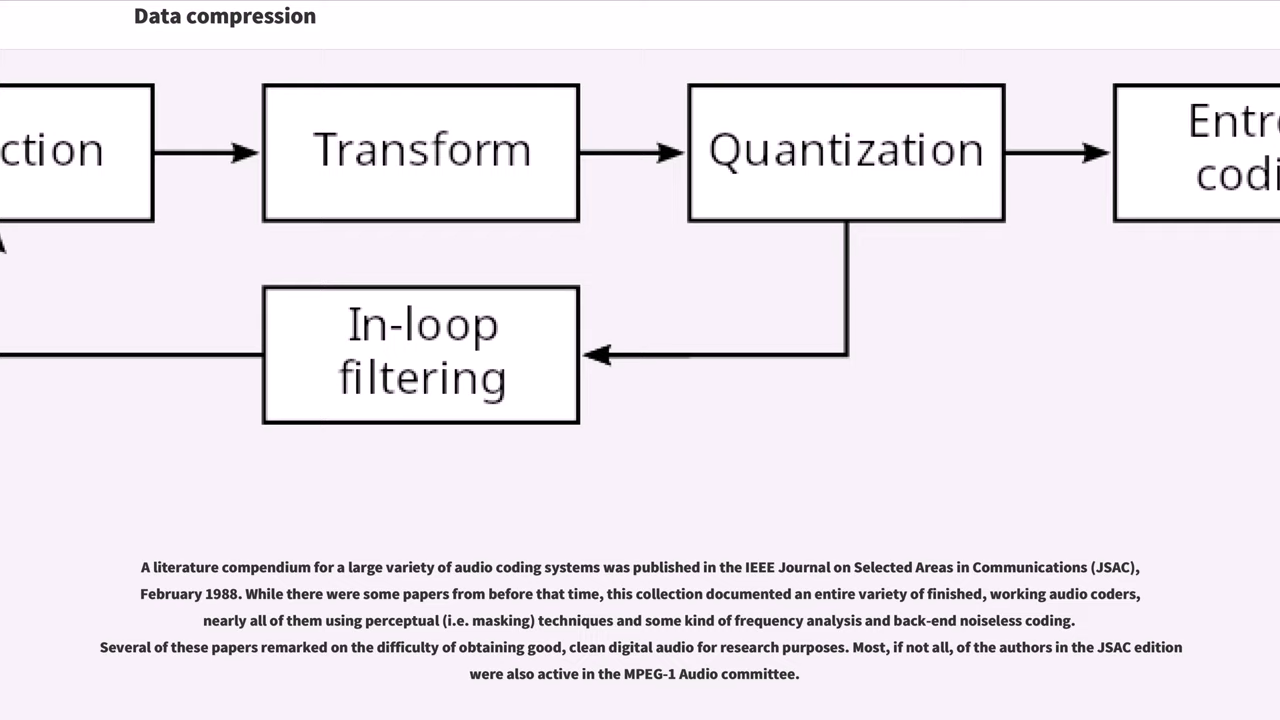 Data compression
ction
Transform
Quantization
Entr
codi
In-loop
filtering
A literature compendium for a large variety of audio coding systems was published in the IEEE Journal on Selected Areas in Communications (JSAC),
February 1988. While there were some papers from before that time, this collection documented an entire variety of finished, working audio coders,
nearly all of them using perceptual (i.e. masking) techniques and some kind of frequency analysis and back-end noiseless coding.
Several of these papers remarked on the difficulty of obtaining good, clean digital audio for research purposes. Most, if not all, of the authors in the JSAC edition
were also active in the MPEG-1 Audio committee.